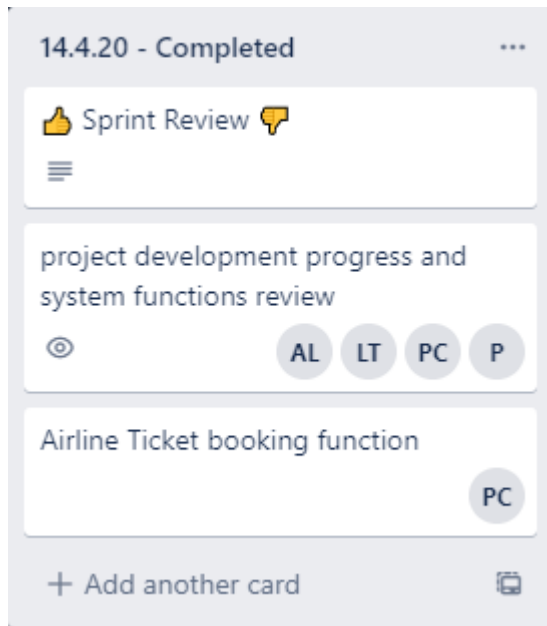 14.4.20 - Completed
👍 Sprint Review 👎
project development progress and
system functions review
AL LT PC P
Airline Ticket booking function
PC
+ Add another card